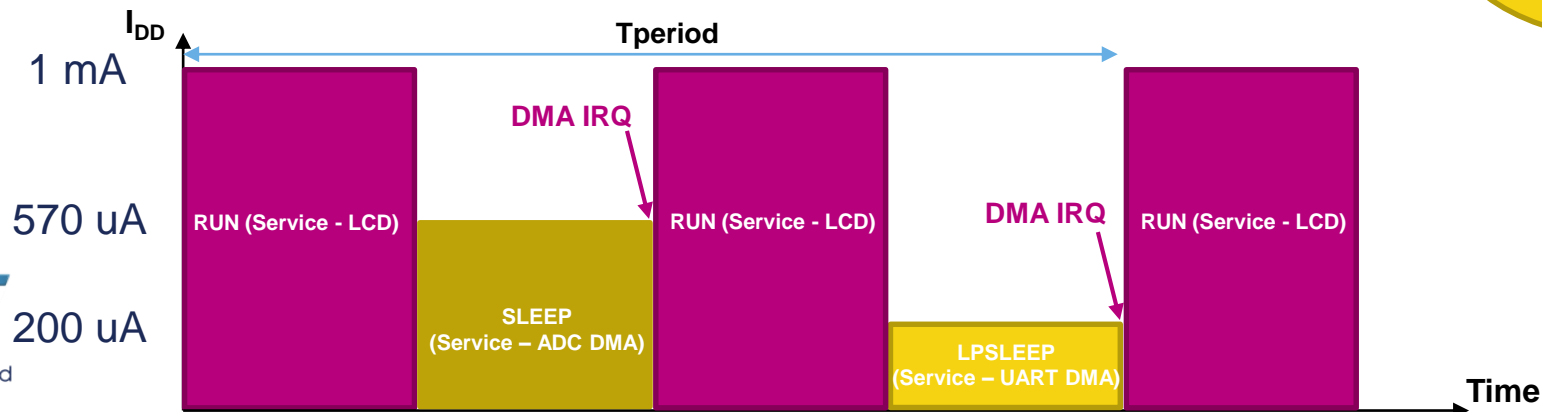 I_DD
Tperiod
1 mA
DMA IRQ
570 uA
RUN (Service - LCD)
RUN (Service - LCD)
DMA IRQ
RUN (Service - LCD)
200 uA
SLEEP
(Service – ADC DMA)
LPSLEEP
(Service – UART DMA)
d
Time